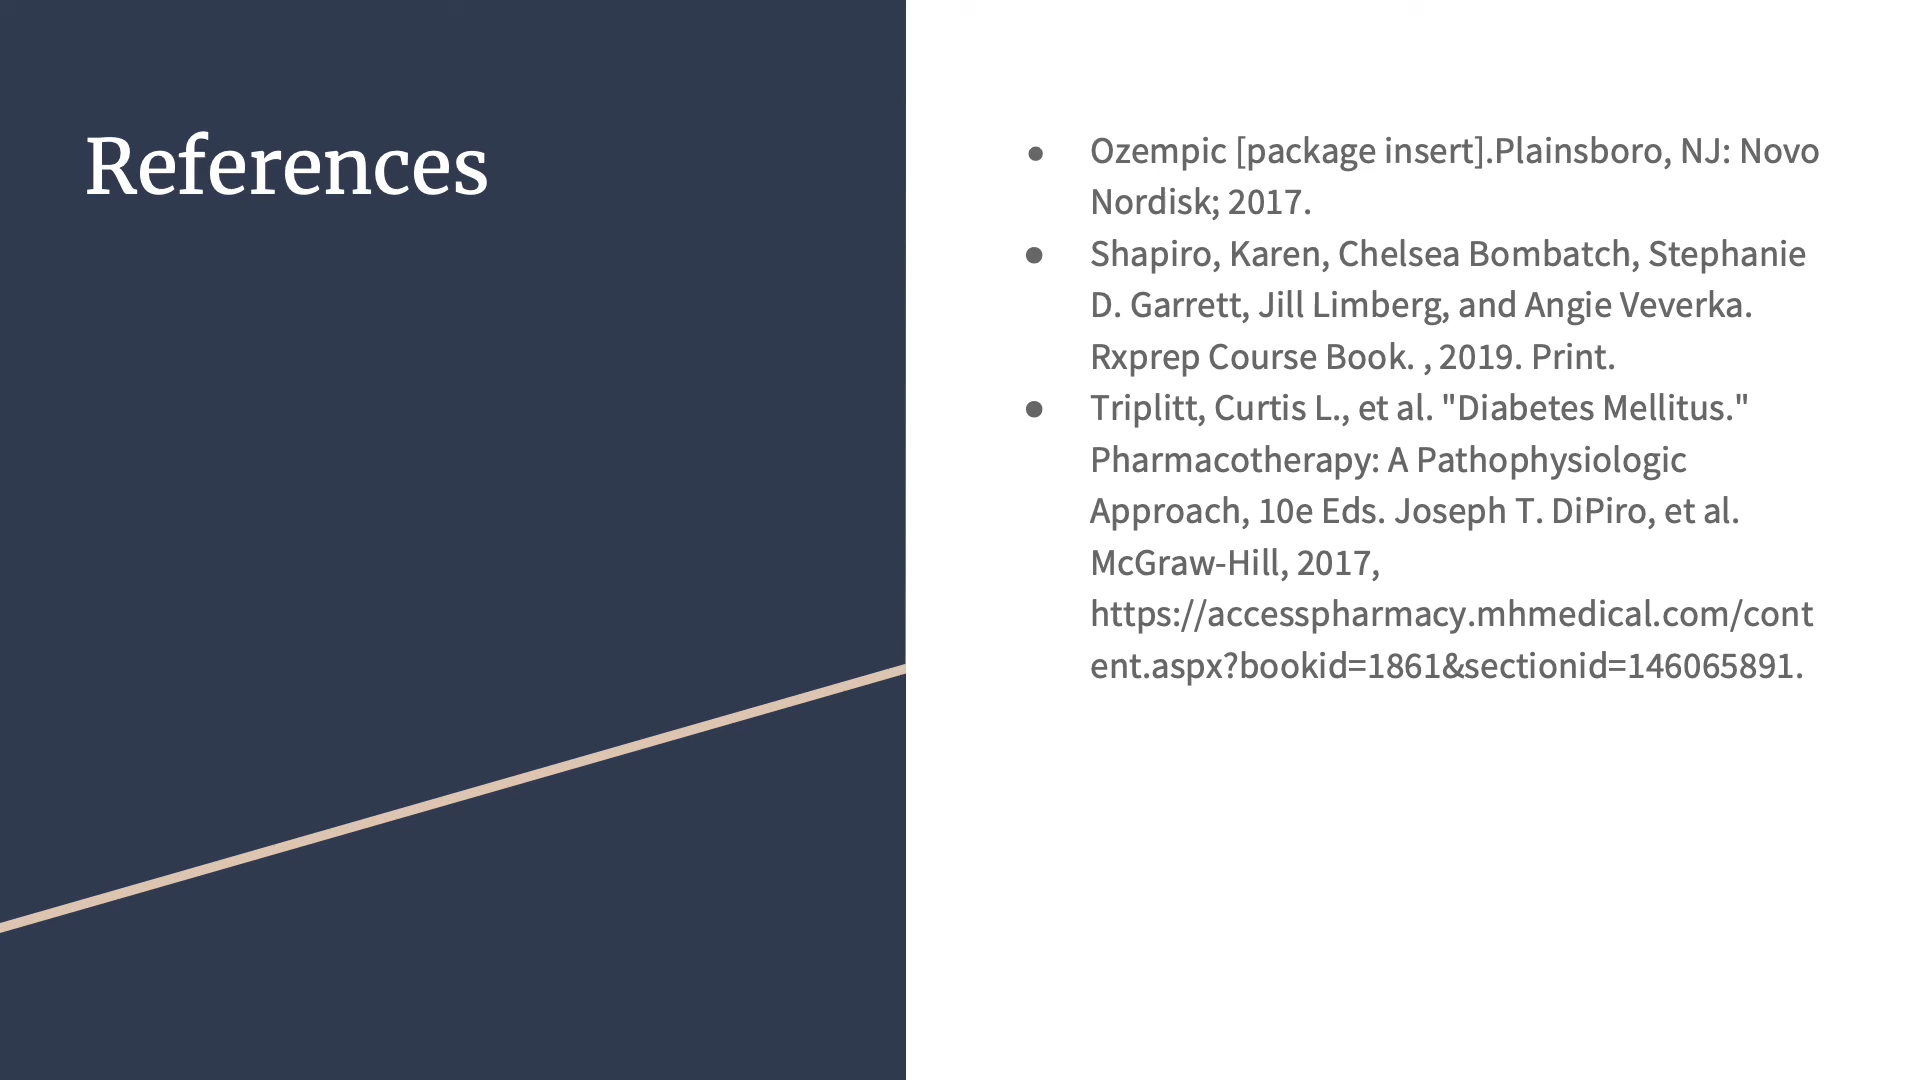 References
● Ozempic [package insert].Plainsboro, NJ: Novo
Nordisk; 2017.
● Shapiro, Karen, Chelsea Bombatch, Stephanie
D. Garrett, Jill Limberg, and Angie Veverka.
Rxprep Course Book. , 2019. Print.
● Triplitt, Curtis L., et al. "Diabetes Mellitus."
Pharmacotherapy: A Pathophysiologic
Approach, 10e Eds. Joseph T. DiPiro, et al.
McGraw-Hill, 2017,
https://accesspharmacy.mhmedical.com/cont
ent.aspx?bookid=1861&sectionid=146065891.